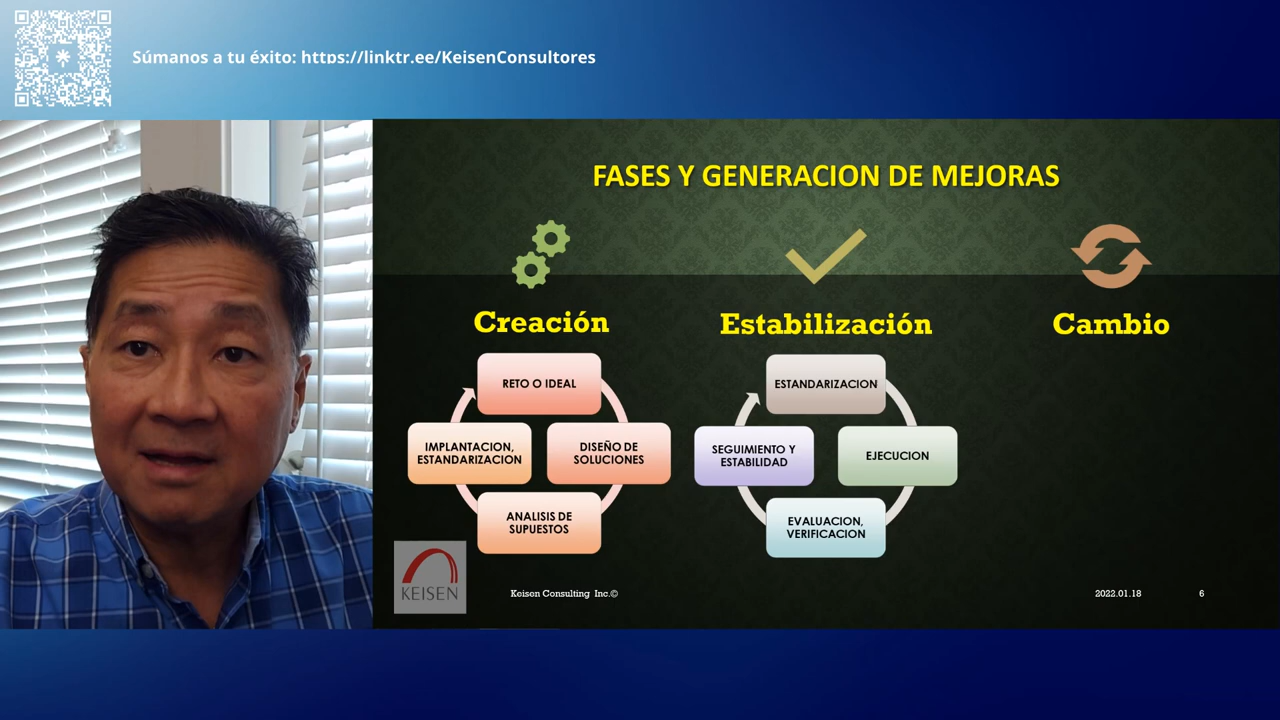 Súmanos a tu éxito: https://linktr.ee/KeisenConsultores
FASES Y GENERACION DE MEJORAS
Creación
Estabilización
Cambio
RETO O IDEAL
IMPLANTACION,
ESTANDARIZACION
DISEÑO DE
SOLUCIONES
ANALISIS DE
SUPUESTOS
ESTANDARIZACION
SEGUIMIENTO Y
ESTABILIDAD
EJECUCION
EVALUACION,
VERIFICACION
KEISEN
Keisen Consulting Inc.©
2022.01.18
6